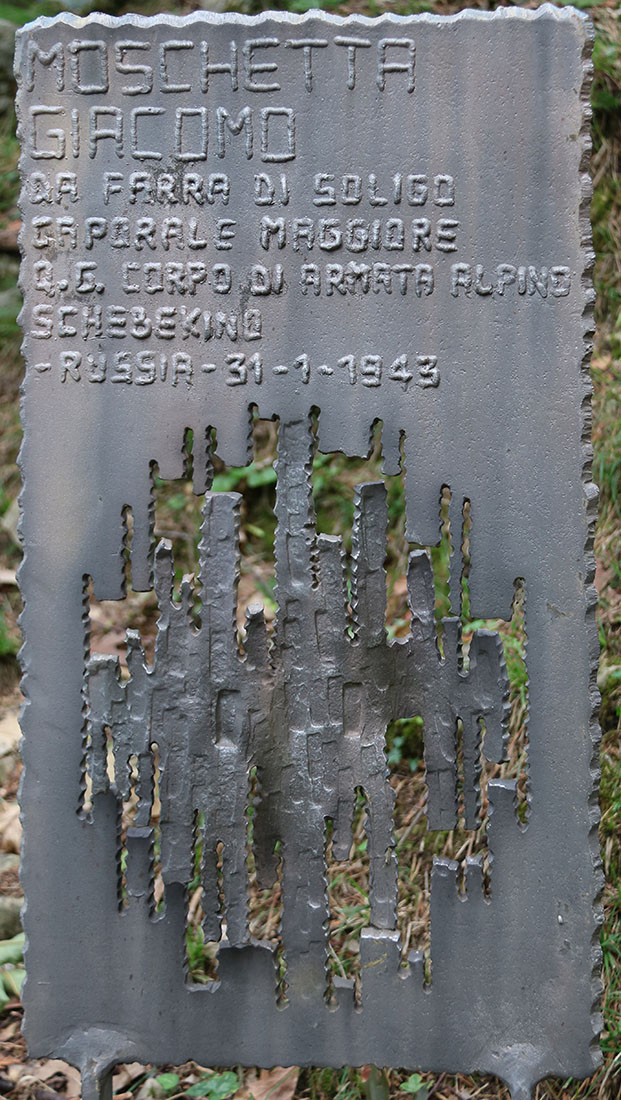 MOSCHETTA
GIACOMO
DA FARRA DI SOLIGO
CAPORALE MAGGIORE
Q.G. CORPO DI ARMATA ALPINO
SCHEBEKINO
-RUSSIA-31-1-1943